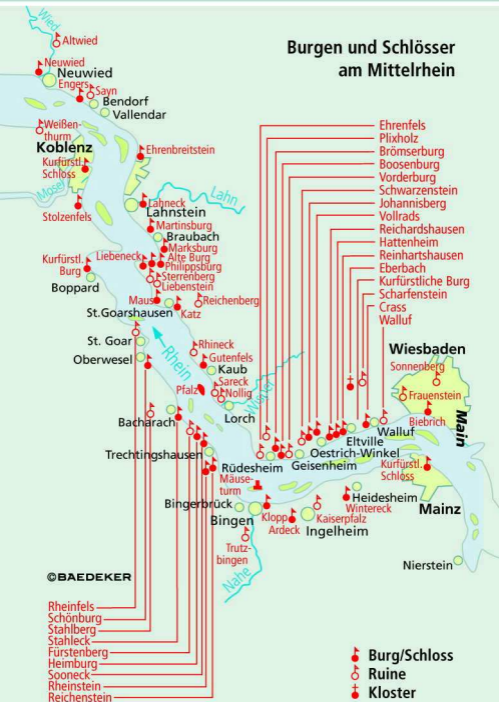 Burgen und Schlösser
am Mittelrhein
Wied
Altwied
Neuwied
Neuwied
Engers
Sayn
Bendorf
Vallendar
Weißen-
thurm
Koblenz
Kurfürstl.
Schloss
Ehrenbreitstein
Mosel
Stolzenfels
Lahn
Lahneck
Lahnstein
Martinsburg
Braubach
Marksburg
Liebeneck
Alte Burg
Philippsburg
Kurfürstl.
Burg
Boppard
Sterrenberg
Liebenstein
Maus
Katz
Reichenberg
St.Goarshausen
St. Goar
Oberwesel
Rhein
Rhineck
Gutenfels
Kaub
Pfalz
Sareck
Nollig
Wisper
Lorch
Bacharach
Trechtingshausen
Rüdesheim
Mäuse-
turm
Bingerbrück
Bingen
Klopp
Ardeck
Trutz-
bingen
Nahe
Geisenheim
Oestrich-Winkel
Eltville
Walluf
Heidesheim
Wintereck
Kaiserpfalz
Ingelheim
Kurfürstl.
Schloss
Mainz
Main
Nierstein
Wiesbaden
Sonnenberg
Frauenstein
Biebrich
Ehrenfels
Plixholz
Brömserburg
Boosenburg
Vorderburg
Schwarzenstein
Johannisberg
Vollrads
Reichardshausen
Hattenheim
Reinhartshausen
Eberbach
Kurfürstliche Burg
Scharfenstein
Crass
Walluf
©BAEDEKER
Rheinfels
Schönburg
Stahlberg
Stahleck
Fürstenberg
Heimburg
Sooneck
Rheinstein
Reichenstein
Burg/Schloss
Ruine
Kloster